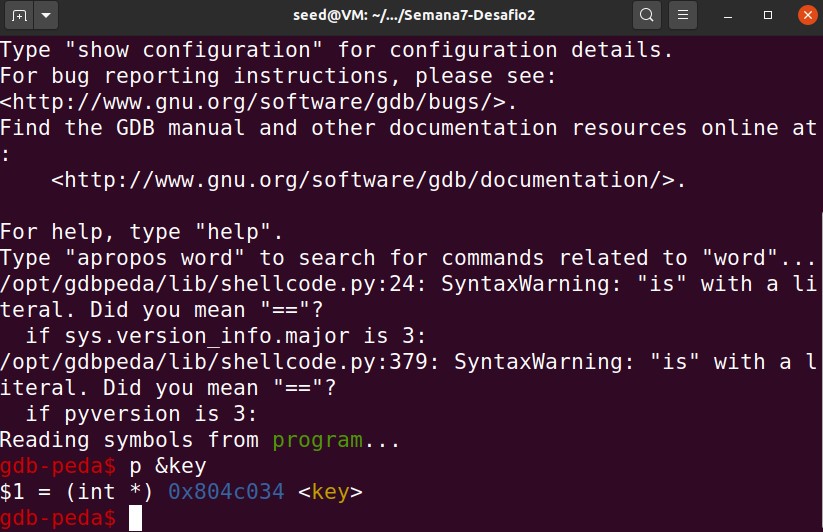 seed@VM: ~/.../Semana7-Desafio2
Type "show configuration" for configuration details.
For bug reporting instructions, please see:
<http://www.gnu.org/software/gdb/bugs/>.
Find the GDB manual and other documentation resources online at
:
    <http://www.gnu.org/software/gdb/documentation/>.

For help, type "help".
Type "apropos word" to search for commands related to "word"...
/opt/gdbpeda/lib/shellcode.py:24: SyntaxWarning: "is" with a li
teral. Did you mean "=="?
  if sys.version_info.major is 3:
/opt/gdbpeda/lib/shellcode.py:379: SyntaxWarning: "is" with a l
iteral. Did you mean "=="?
  if pyversion is 3:
Reading symbols from program...
gdb-peda$ p &key
$1 = (int *) 0x804c034 <key>
gdb-peda$